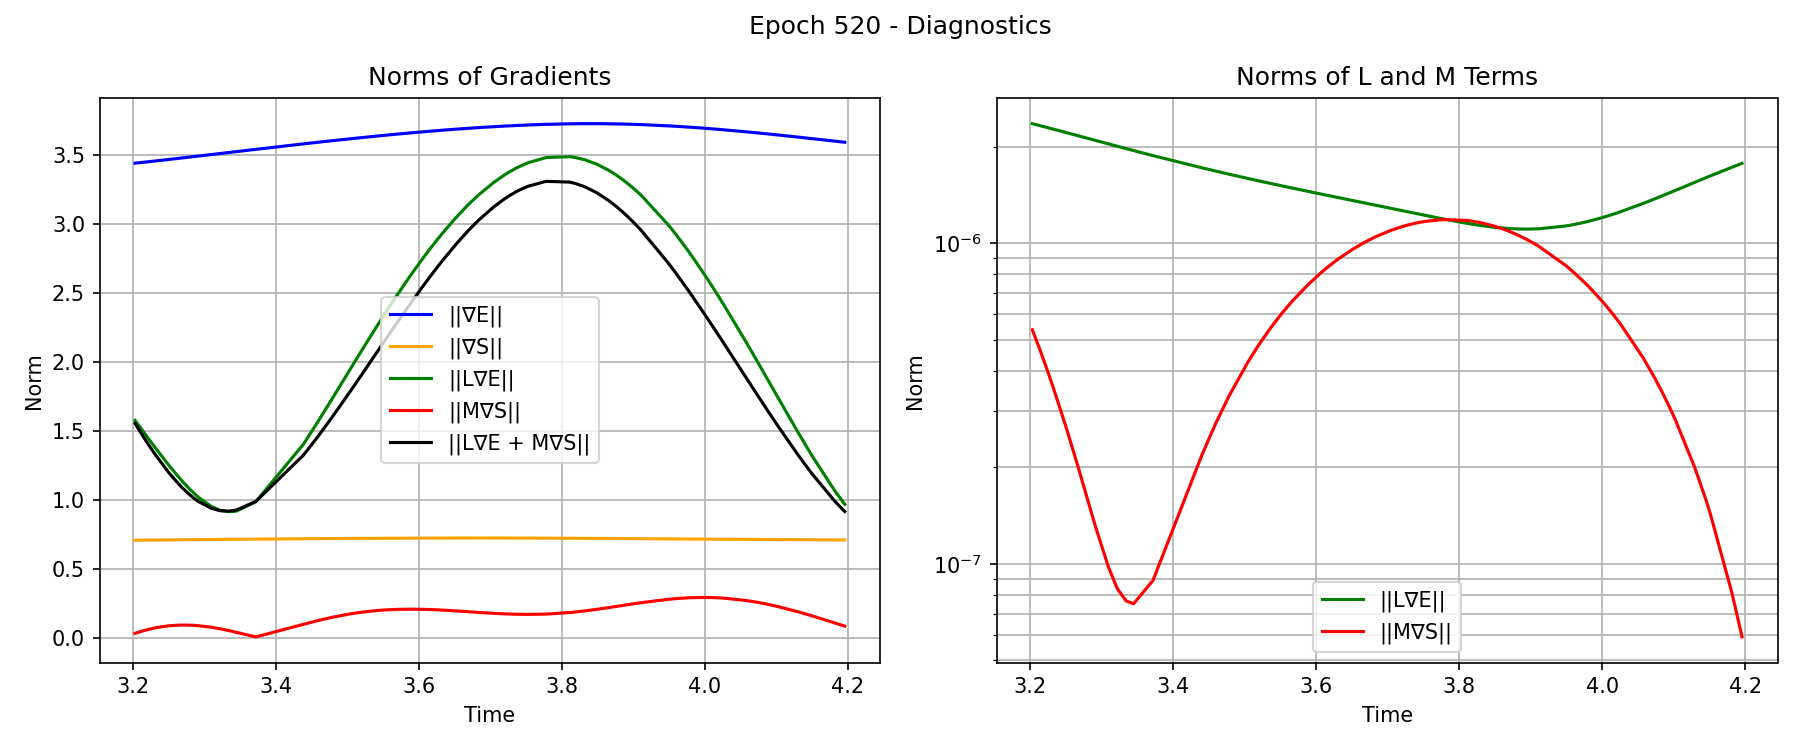 Epoch 520 - Diagnostics
Norms of Gradients
Norm
3.5
3.0
2.5
2.0
1.5
1.0
0.5
0.0
||∇E||
||∇S||
||L∇E||
||M∇S||
||L∇E + M∇S||
3.2 3.4 3.6 3.8 4.0 4.2
Time
Norms of L and M Terms
Norm
10⁻⁶
10⁻⁷
||L∇E||
||M∇S||
3.2 3.4 3.6 3.8 4.0 4.2
Time